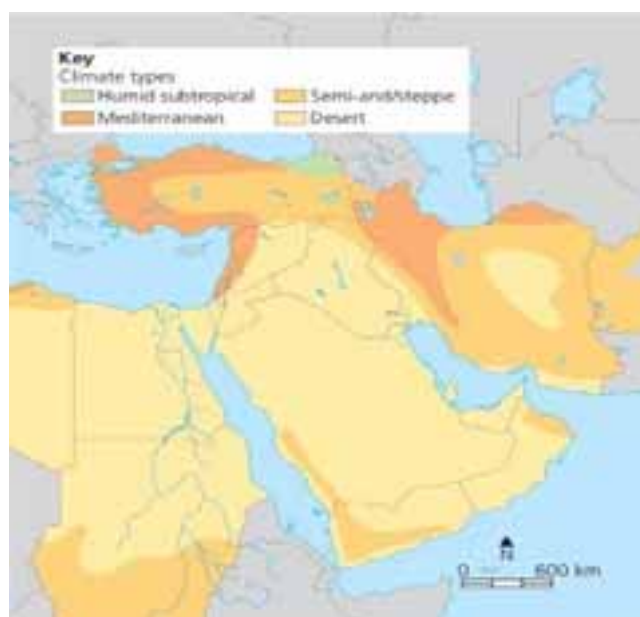 Key
Climate types
Humid subtropical
Semi-arid/steppe
Mediterranean
Desert
N
0 600 km